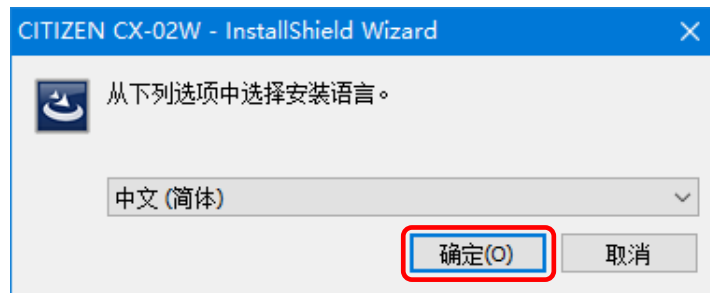 CITIZEN CX-02W - InstallShield Wizard
从下列选项中选择安装语言。
中文 (简体)
确定(O)
取消